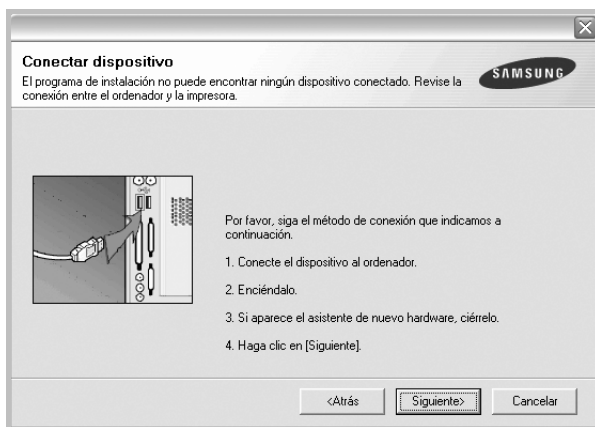 Conectar dispositivo
El programa de instalación no puede encontrar ningún dispositivo conectado. Revise la
conexión entre el ordenador y la impresora.
SAMSUNG
Por favor, siga el método de conexión que indicamos a
continuación.
1. Conecte el dispositivo al ordenador.
2. Enciéndalo.
3. Si aparece el asistente de nuevo hardware, ciérrelo.
4. Haga clic en [Siguiente].
<Atrás
Siguiente>
Cancelar